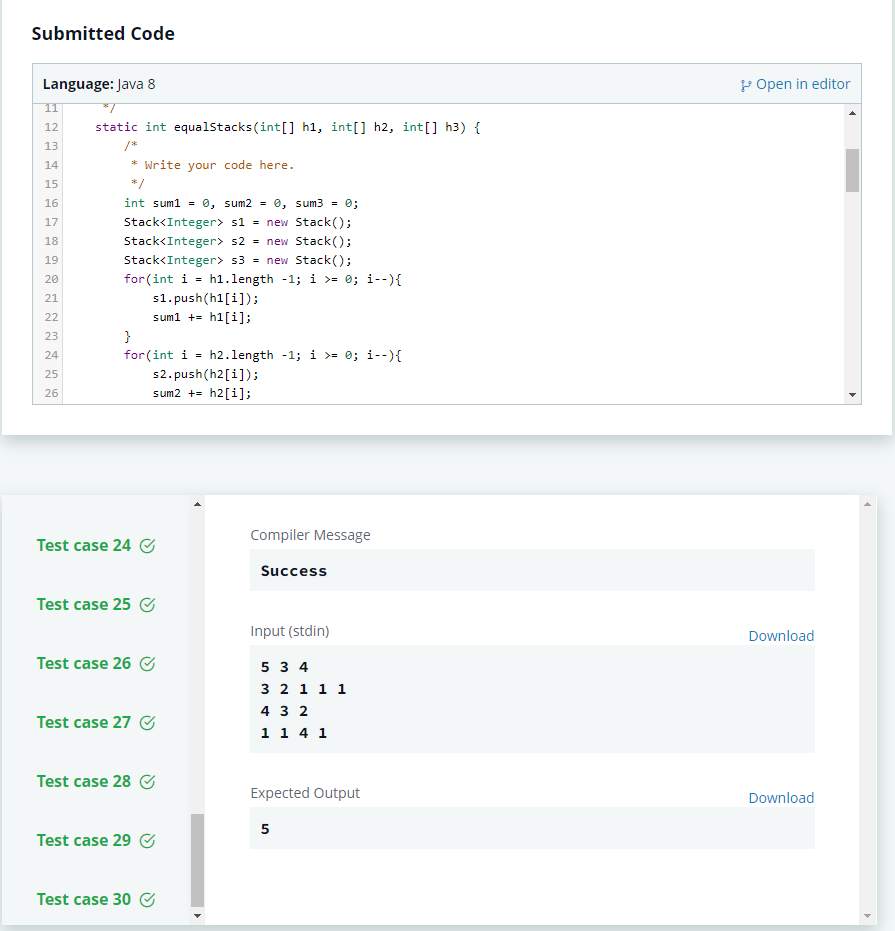 Submitted Code
Language: Java 8
Open in editor
11 */
12 static int equalStacks(int[] h1, int[] h2, int[] h3) {
13 /*
14 * Write your code here.
15 */
16 int sum1 = 0, sum2 = 0, sum3 = 0;
17 Stack<Integer> s1 = new Stack();
18 Stack<Integer> s2 = new Stack();
19 Stack<Integer> s3 = new Stack();
20 for(int i = h1.length -1; i >= 0; i--){
21 s1.push(h1[i]);
22 sum1 += h1[i];
23 }
24 for(int i = h2.length -1; i >= 0; i--){
25 s2.push(h2[i]);
26 sum2 += h2[i];
Test case 24
Test case 25
Test case 26
Test case 27
Test case 28
Test case 29
Test case 30
Compiler Message
Success
Input (stdin)
Download
5 3 4
3 2 1 1 1
4 3 2
1 1 4 1
Expected Output
Download
5